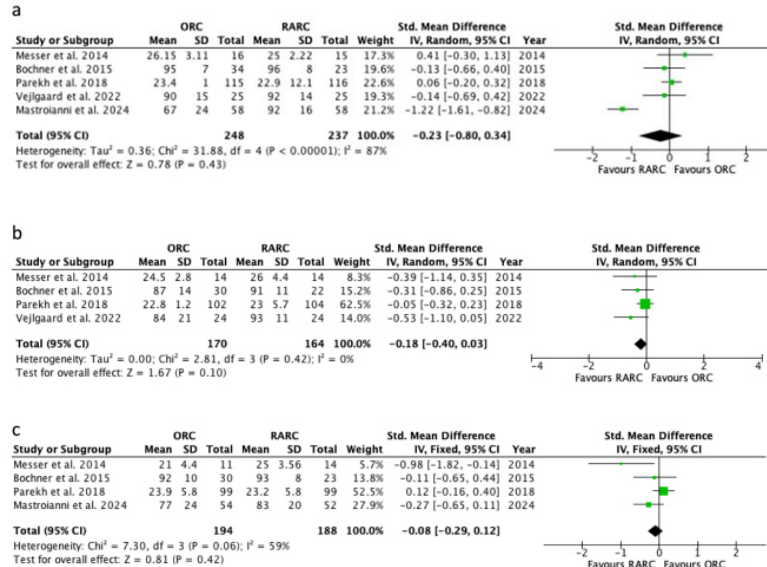 a
ORC RARC Std. Mean Difference Std. Mean Difference
Study or Subgroup Mean SD Total Mean SD Total Weight IV, Random, 95% CI Year IV, Random, 95% CI
Messer et al. 2014 26.15 3.11 16 25 2.22 15 17.3% 0.41 [-0.30, 1.13] 2014
Bochner et al. 2015 95 7 34 96 8 23 19.6% -0.13 [-0.66, 0.40] 2015
Parekh et al. 2018 23.4 1 115 22.9 12.1 116 22.6% 0.06 [-0.20, 0.32] 2018
Vejlgaard et al. 2022 90 15 25 92 14 25 19.3% -0.14 [-0.69, 0.42] 2022
Mastroianni et al. 2024 67 24 58 92 16 58 21.2% -1.22 [-1.61, -0.82] 2024
Total (95% CI) 248 237 100.0% -0.23 [-0.80, 0.34]
Heterogeneity: Tau² = 0.36; Chi² = 31.88, df = 4 (P < 0.00001); I² = 87%
Test for overall effect: Z = 0.78 (P = 0.43)
-2 -1 0 1 2
Favours RARC Favours ORC
b
ORC RARC Std. Mean Difference Std. Mean Difference
Study or Subgroup Mean SD Total Mean SD Total Weight IV, Random, 95% CI Year IV, Random, 95% CI
Messer et al. 2014 24.5 2.8 14 26 4.4 14 8.3% -0.39 [-1.14, 0.35] 2014
Bochner et al. 2015 87 14 30 91 11 22 15.2% -0.31 [-0.86, 0.25] 2015
Parekh et al. 2018 22.8 1.2 102 23 5.7 104 62.5% -0.05 [-0.32, 0.23] 2018
Vejlgaard et al. 2022 84 21 24 93 11 24 14.0% -0.53 [-1.10, 0.05] 2022
Total (95% CI) 170 164 100.0% -0.18 [-0.40, 0.03]
Heterogeneity: Tau² = 0.00; Chi² = 2.81, df = 3 (P = 0.42); I² = 0%
Test for overall effect: Z = 1.67 (P = 0.10)
-4 -2 0 2 4
Favours RARC Favours ORC
c
ORC RARC Std. Mean Difference Std. Mean Difference
Study or Subgroup Mean SD Total Mean SD Total Weight IV, Fixed, 95% CI Year IV, Fixed, 95% CI
Messer et al. 2014 21 4.4 11 25 3.56 14 5.7% -0.98 [-1.82, -0.14] 2014
Bochner et al. 2015 92 10 30 93 8 23 13.8% -0.11 [-0.65, 0.44] 2015
Parekh et al. 2018 23.9 5.8 99 23.2 5.8 99 52.5% 0.12 [-0.16, 0.40] 2018
Mastroianni et al. 2024 77 24 54 83 20 52 27.9% -0.27 [-0.65, 0.11] 2024
Total (95% CI) 194 188 100.0% -0.08 [-0.29, 0.12]
Heterogeneity: Chi² = 7.30, df = 3 (P = 0.06); I² = 59%
Test for overall effect: Z = 0.81 (P = 0.42)
-2 -1 0 1 2
Favours RARC Favours ORC